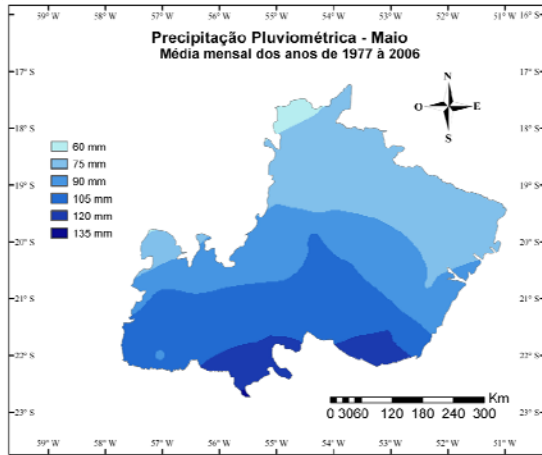 59° W 58° W 57° W 56° W 55° W 54° W 53° W 52° W 51° W 16° S
Precipitação Pluviométrica - Maio
Média mensal dos anos de 1977 à 2006
17° S
17° S
N
O
E
S
18° S
18° S
60 mm
75 mm
90 mm
105 mm
120 mm
135 mm
19° S
19° S
20° S
20° S
21° S
21° S
22° S
22° S
Km
0 30 60 120 180 240 300
23° S
23° S
59° W 58° W 57° W 56° W 55° W 54° W 53° W 52° W 51° W